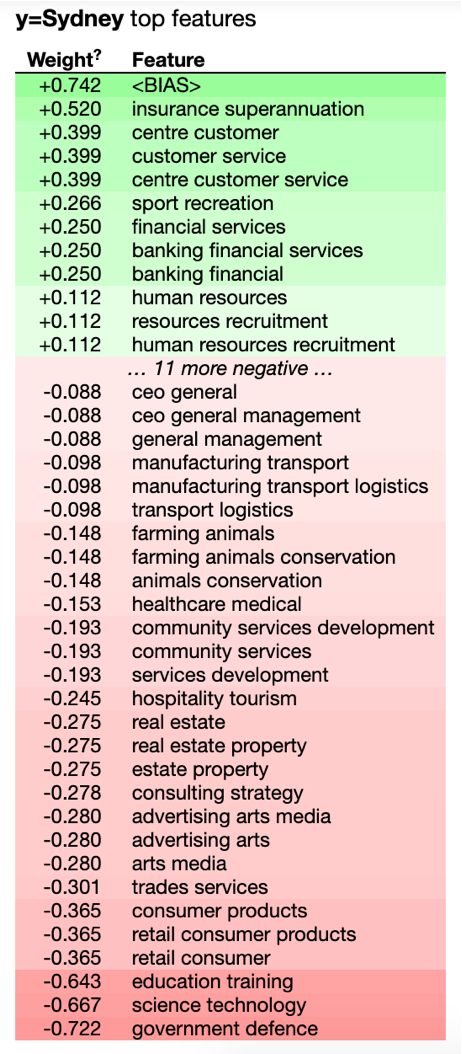 y=Sydney top features
Weight? Feature
+0.742 <BIAS>
+0.520 insurance superannuation
+0.399 centre customer
+0.399 customer service
+0.399 centre customer service
+0.266 sport recreation
+0.250 financial services
+0.250 banking financial services
+0.250 banking financial
+0.112 human resources
+0.112 resources recruitment
+0.112 human resources recruitment
… 11 more negative …
-0.088 ceo general
-0.088 ceo general management
-0.088 general management
-0.098 manufacturing transport
-0.098 manufacturing transport logistics
-0.098 transport logistics
-0.148 farming animals
-0.148 farming animals conservation
-0.148 animals conservation
-0.153 healthcare medical
-0.193 community services development
-0.193 community services
-0.193 services development
-0.245 hospitality tourism
-0.275 real estate
-0.275 real estate property
-0.275 estate property
-0.278 consulting strategy
-0.280 advertising arts media
-0.280 advertising arts
-0.280 arts media
-0.301 trades services
-0.365 consumer products
-0.365 retail consumer products
-0.365 retail consumer
-0.643 education training
-0.667 science technology
-0.722 government defence